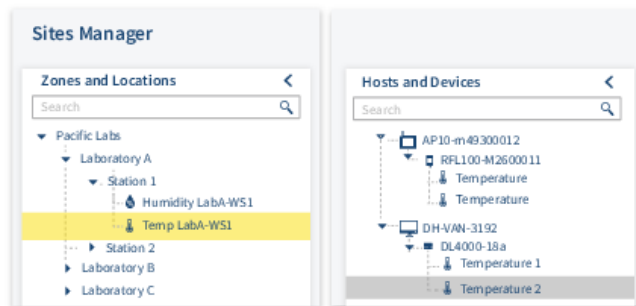 Sites Manager
Zones and Locations
Search
Pacific Labs
Laboratory A
Station 1
Humidity LabA-WS1
Temp LabA-WS1
Station 2
Laboratory B
Laboratory C
Hosts and Devices
Search
AP10-m49300012
RFL100-M2600011
Temperature
Temperature
DH-VAN-3192
DL4000-18a
Temperature 1
Temperature 2